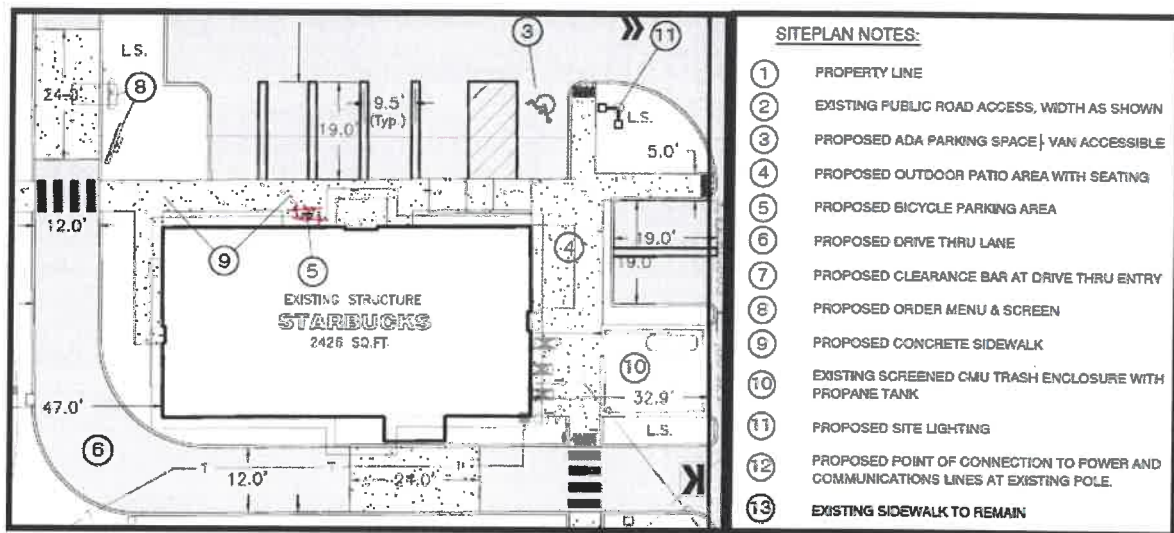 L.S.
3
11
8
24.0'
9.5'
(Typ.)
19.0'
L.S.
5.0'
12.0'
9
5
4
19.0'
19.0'
EXISTING STRUCTURE
STARBUCKS
2426 SQ.FT.
10
47.0'
32.9'
L.S.
6
12.0'
24.0'
SITEPLAN NOTES:
1 PROPERTY LINE
2 EXISTING PUBLIC ROAD ACCESS, WIDTH AS SHOWN
3 PROPOSED ADA PARKING SPACE - VAN ACCESSIBLE
4 PROPOSED OUTDOOR PATIO AREA WITH SEATING
5 PROPOSED BICYCLE PARKING AREA
6 PROPOSED DRIVE THRU LANE
7 PROPOSED CLEARANCE BAR AT DRIVE THRU ENTRY
8 PROPOSED ORDER MENU & SCREEN
9 PROPOSED CONCRETE SIDEWALK
10 EXISTING SCREENED CMU TRASH ENCLOSURE WITH
PROPANE TANK
11 PROPOSED SITE LIGHTING
12 PROPOSED POINT OF CONNECTION TO POWER AND
COMMUNICATIONS LINES AT EXISTING POLE.
13 EXISTING SIDEWALK TO REMAIN